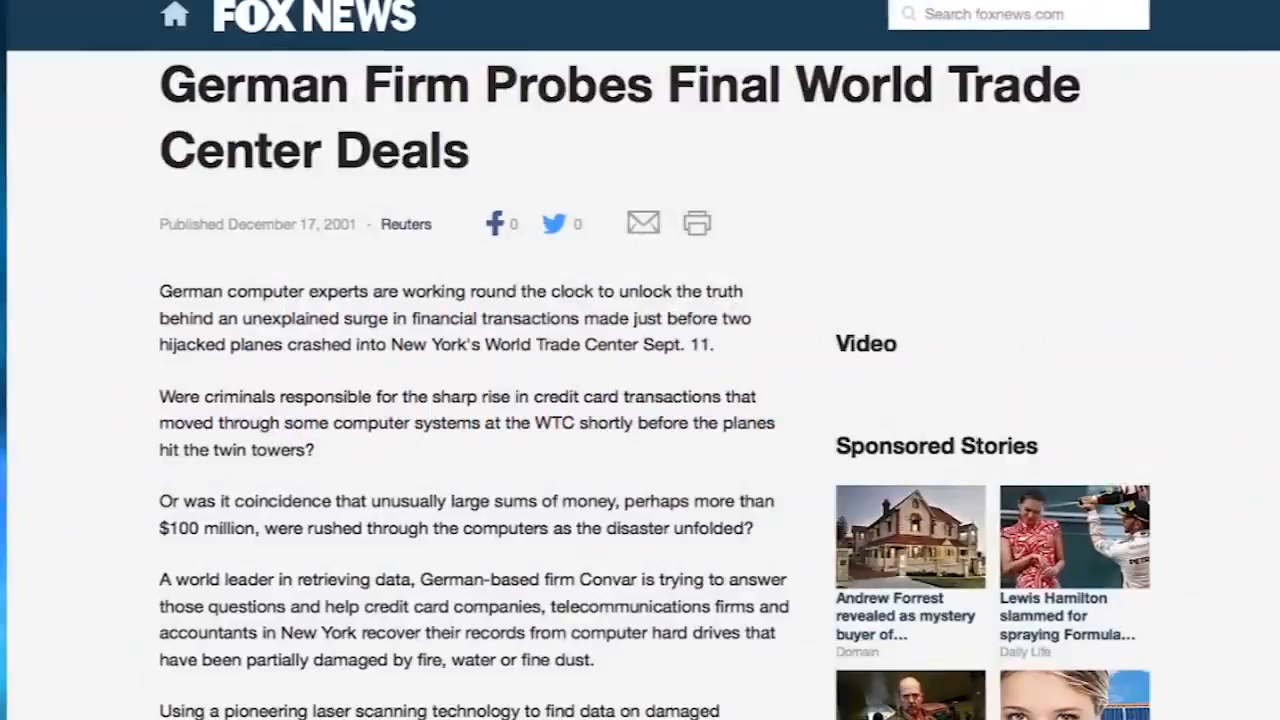 FOX NEWS
Search foxnews.com
German Firm Probes Final World Trade
Center Deals
Published December 17, 2001 - Reuters
0
0
German computer experts are working round the clock to unlock the truth
behind an unexplained surge in financial transactions made just before two
hijacked planes crashed into New York's World Trade Center Sept. 11.
Were criminals responsible for the sharp rise in credit card transactions that
moved through some computer systems at the WTC shortly before the planes
hit the twin towers?
Or was it coincidence that unusually large sums of money, perhaps more than
$100 million, were rushed through the computers as the disaster unfolded?
A world leader in retrieving data, German-based firm Convar is trying to answer
those questions and help credit card companies, telecommunications firms and
accountants in New York recover their records from computer hard drives that
have been partially damaged by fire, water or fine dust.
Using a pioneering laser scanning technology to find data on damaged
Video
Sponsored Stories
Andrew Forrest
revealed as mystery
buyer of...
Domain
PETR
Lewis Hamilton
slammed for
spraying Formula...
Daily Life